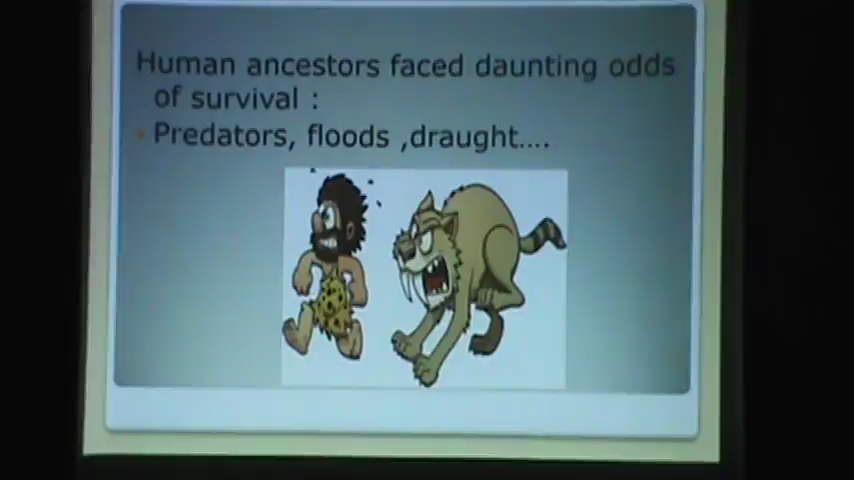 Human ancestors faced daunting odds
of survival :
Predators, floods ,draught....